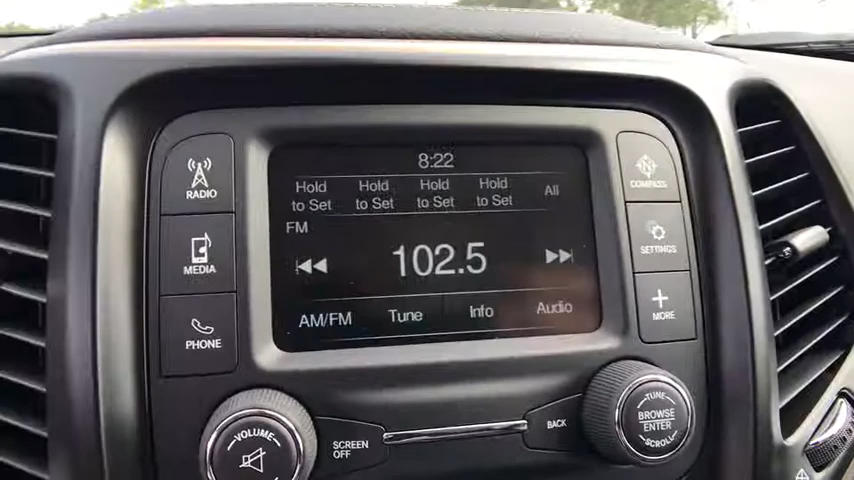 8:22
Hold Hold Hold Hold
to Set to Set to Set to Set All
FM
102.5
AM/FM Tune Info Audio
RADIO
MEDIA
PHONE
N
COMPASS
SETTINGS
MORE
VOLUME
SCREEN
OFF
BACK
TUNE
BROWSE
ENTER
SCROLL